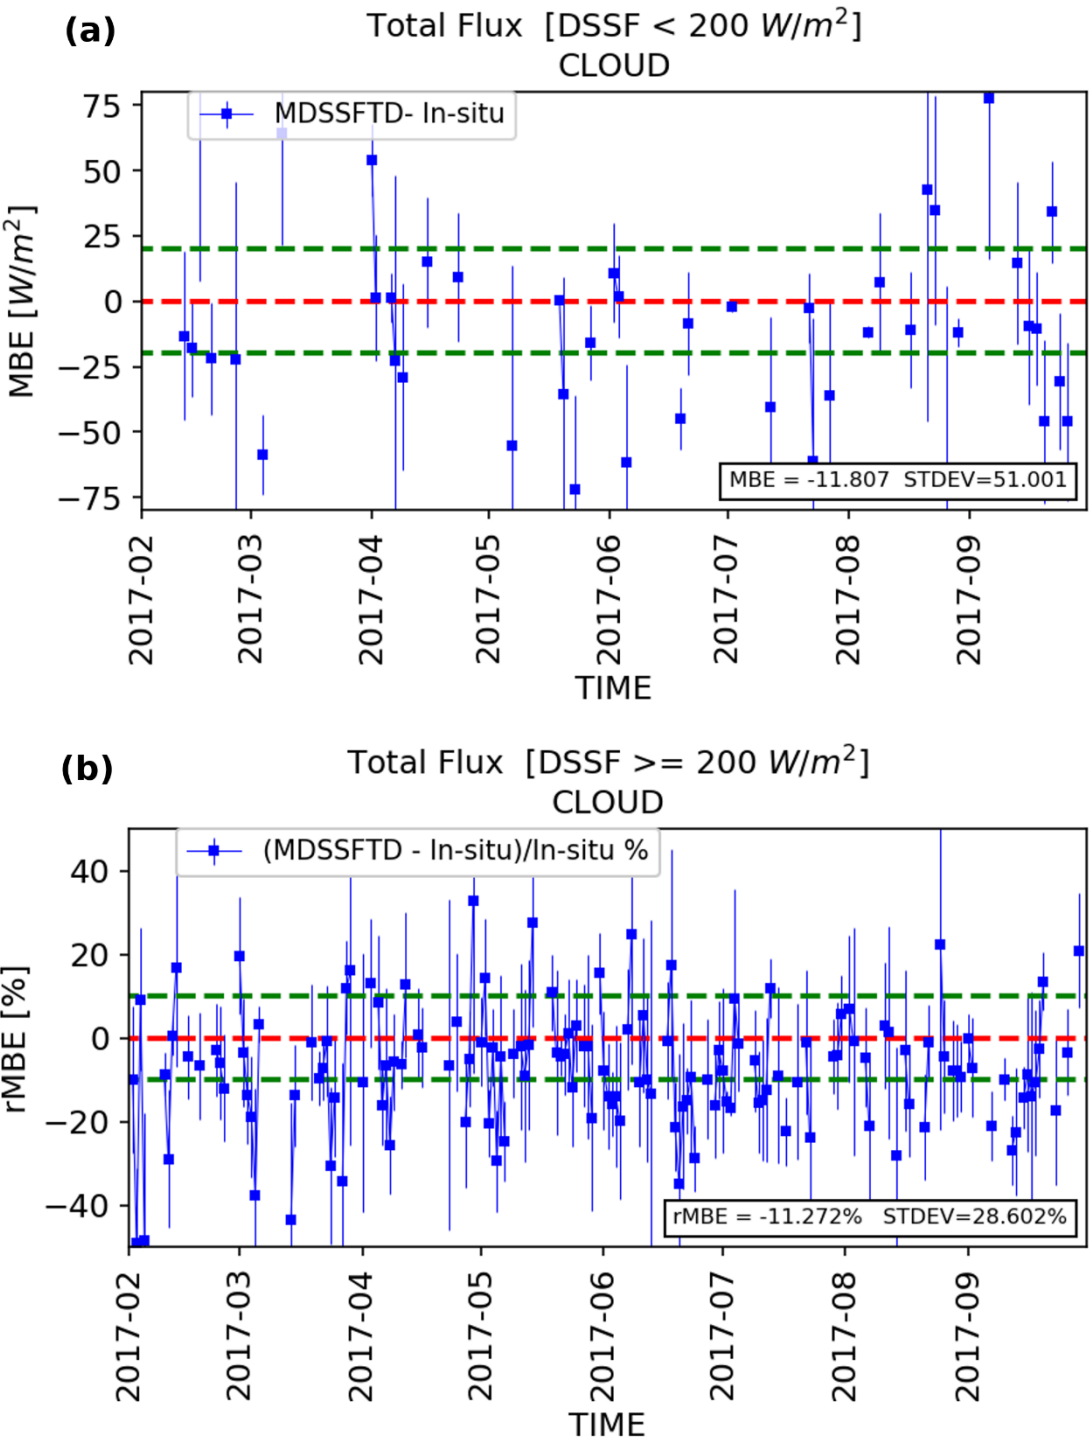 (a)
Total Flux [DSSF < 200 W/m²]
CLOUD
MDSSFTD- In-situ
75
50
25
0
−25
−50
−75
MBE [W/m²]
MBE = -11.807 STDEV=51.001
2017-02
2017-03
2017-04
2017-05
2017-06
2017-07
2017-08
2017-09
TIME
(b)
Total Flux [DSSF >= 200 W/m²]
CLOUD
(MDSSFTD - In-situ)/In-situ %
40
20
0
−20
−40
rMBE [%]
rMBE = -11.272% STDEV=28.602%
2017-02
2017-03
2017-04
2017-05
2017-06
2017-07
2017-08
2017-09
TIME